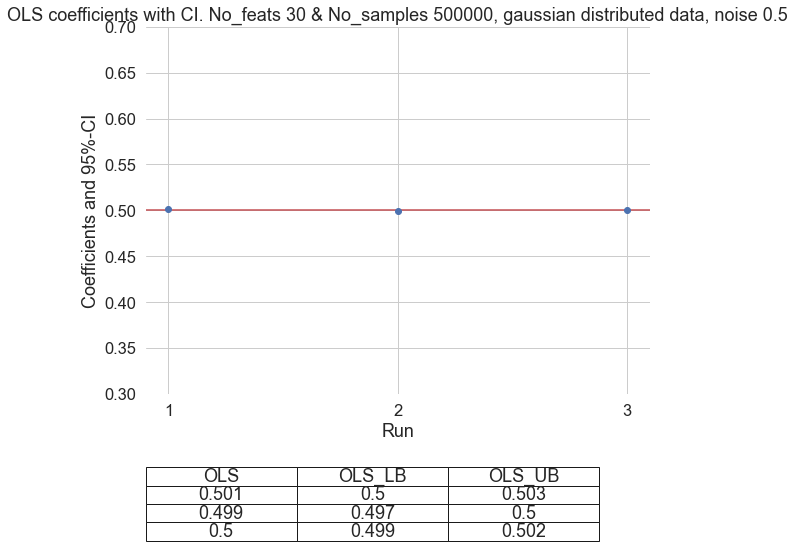 OLS coefficients with CI. No_feats 30 & No_samples 500000, gaussian distributed data, noise 0.5
0.70
0.65
0.60
0.55
0.50
0.45
0.40
0.35
0.30
Coefficients and 95%-CI
1 2 3
Run
OLS OLS_LB OLS_UB
0.501 0.5 0.503
0.499 0.497 0.5
0.5 0.499 0.502